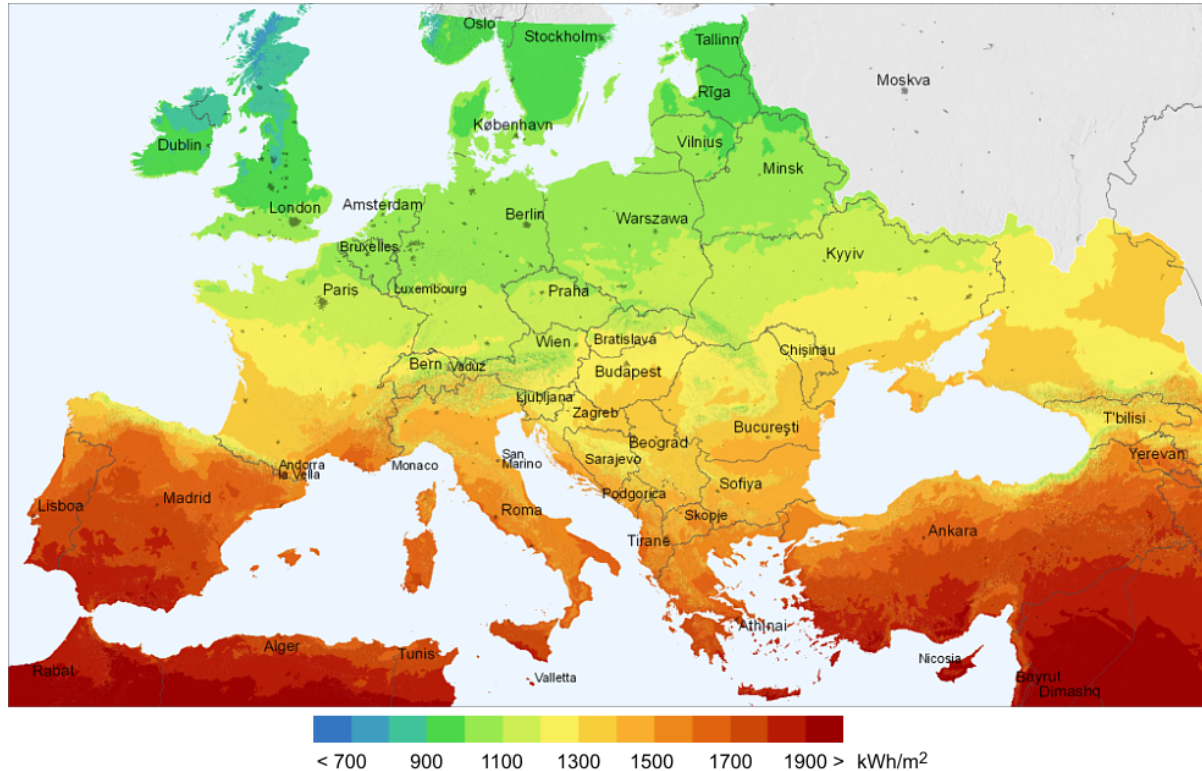 Oslo
Stockholm
Tallinn
Moskva
Rīga
København
Dublin
Vilnius
Minsk
London
Amsterdam
Berlin
Warszawa
Bruxelles
Kyyiv
Paris
Luxembourg
Praha
Wien
Bratislava
Chişinau
Bern
Vaduz
Budapest
Ljubljana
Zagreb
T'bilisi
Bucureşti
Beograd
San
Marino
Yerevan
Andorra
la Vella
Monaco
Sarajevo
Sofiya
Madrid
Podgorica
Lisboa
Roma
Skopje
Ankara
Tirane
Athinai
Alger
Tunis
Nicosia
Rabat
Valletta
Bayrut
Dimashq
< 700 900 1100 1300 1500 1700 1900 > kWh/m²